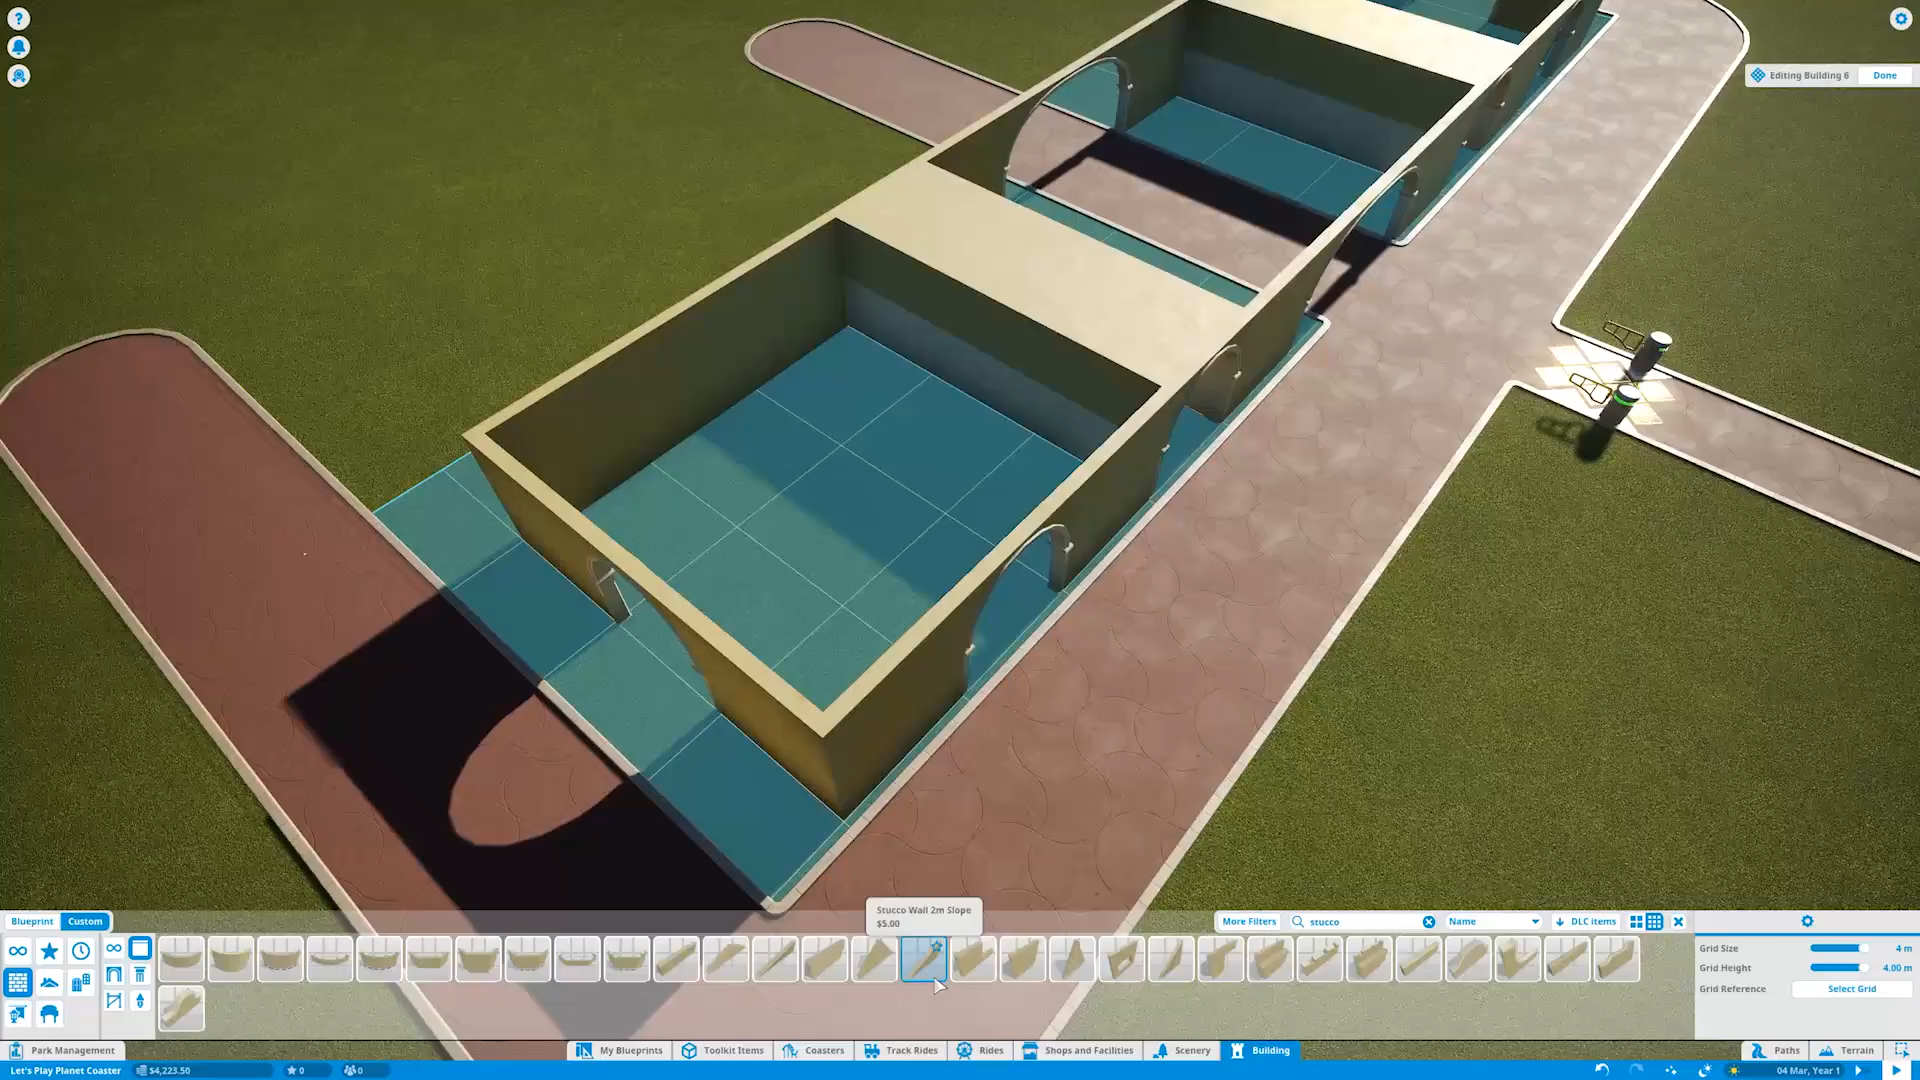 ?
Editing Building 6
Done
Stucco Wall 2m Slope
$5.00
Blueprint
Custom
More Filters
stucco
Name
DLC items
Grid Size
4 m
Grid Height
4.00 m
Grid Reference
Select Grid
Park Management
My Blueprints
Toolkit Items
Coasters
Track Rides
Rides
Shops and Facilities
Scenery
Building
Paths
Terrain
Let's Play Planet Coaster
$4,223.50
0
0
04 Mar, Year 1